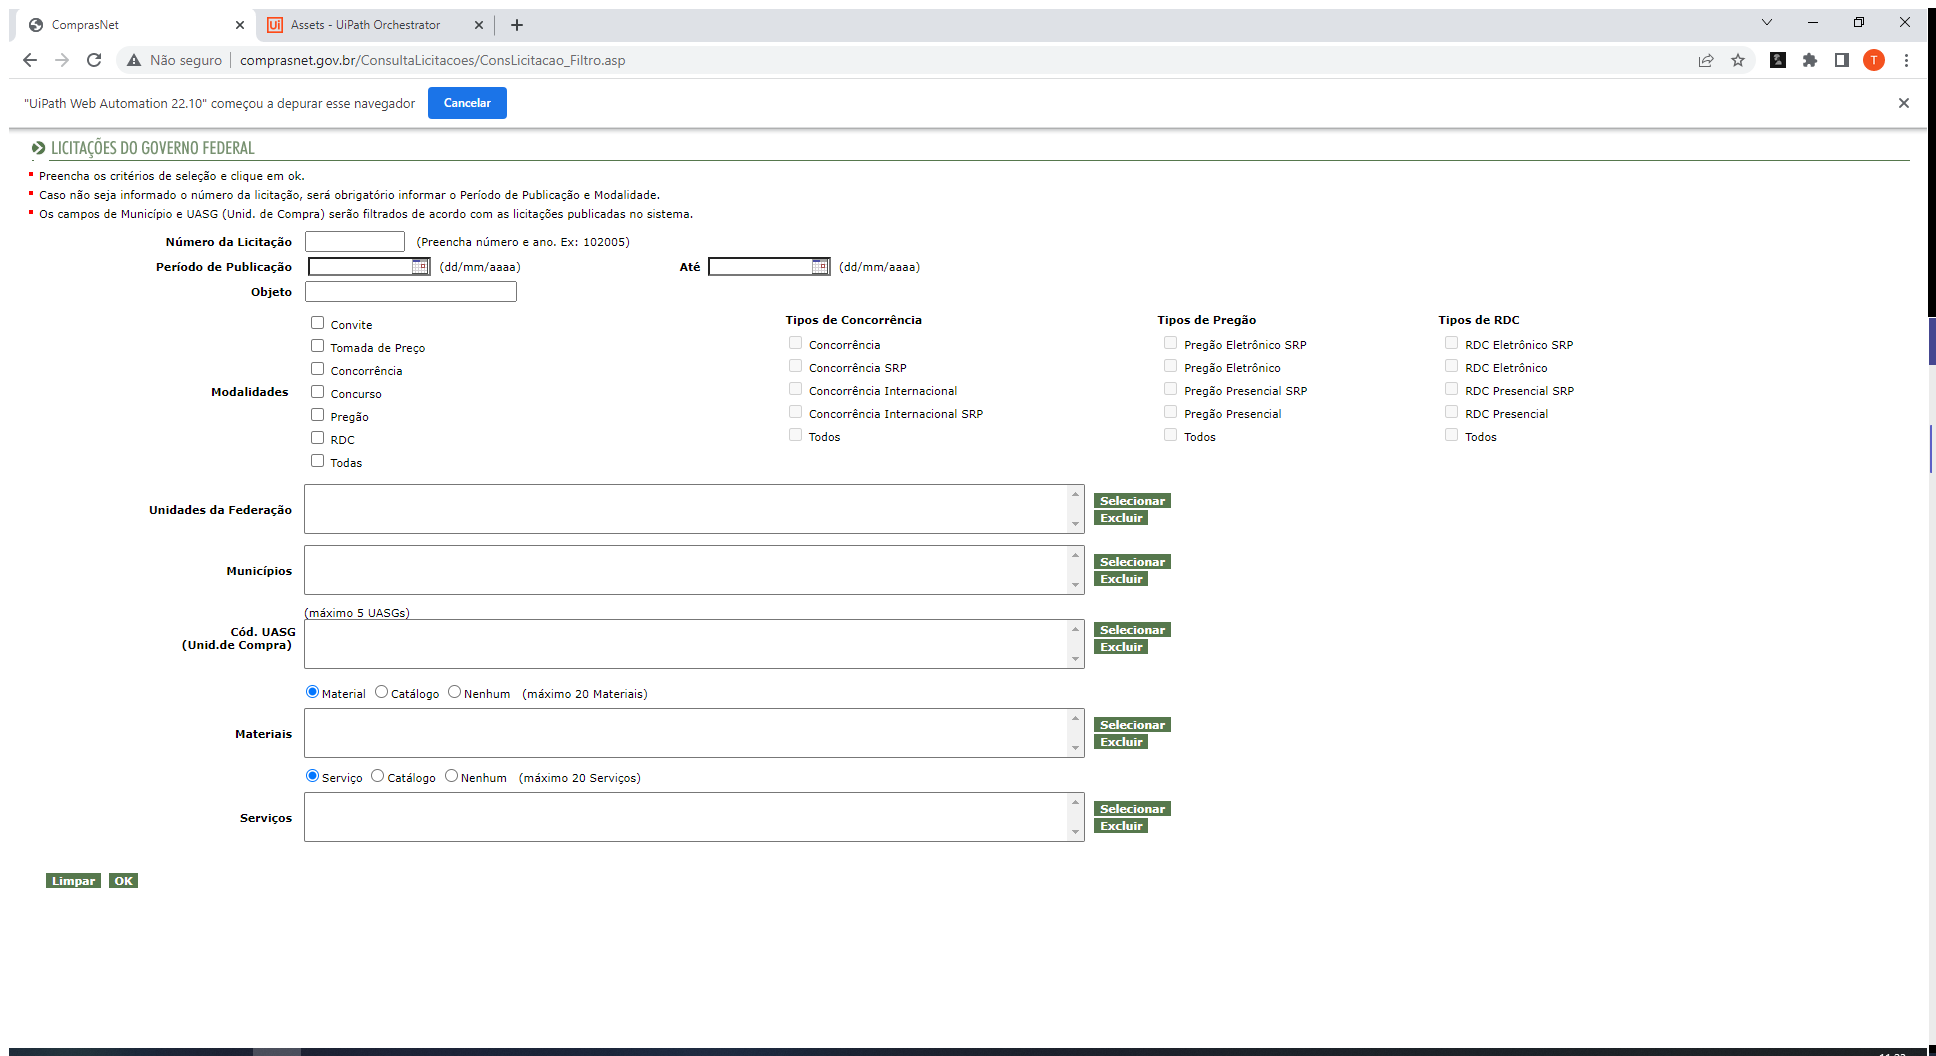 ComprasNet
Ui Assets - UiPath Orchestrator
Não seguro comprasnet.gov.br/ConsultaLicitacoes/ConsLicitacao_Filtro.asp
T
"UiPath Web Automation 22.10" começou a depurar esse navegador Cancelar
LICITAÇÕES DO GOVERNO FEDERAL
Preencha os critérios de seleção e clique em ok.
Caso não seja informado o número da licitação, será obrigatório informar o Período de Publicação e Modalidade.
Os campos de Município e UASG (Unid. de Compra) serão filtrados de acordo com as licitações publicadas no sistema.
Número da Licitação (Preencha número e ano. Ex: 102005)
Período de Publicação (dd/mm/aaaa) Até (dd/mm/aaaa)
Objeto
Modalidades
Convite
Tomada de Preço
Concorrência
Concurso
Pregão
RDC
Todas
Tipos de Concorrência
Concorrência
Concorrência SRP
Concorrência Internacional
Concorrência Internacional SRP
Todos
Tipos de Pregão
Pregão Eletrônico SRP
Pregão Eletrônico
Pregão Presencial SRP
Pregão Presencial
Todos
Tipos de RDC
RDC Eletrônico SRP
RDC Eletrônico
RDC Presencial SRP
RDC Presencial
Todos
Unidades da Federação
Selecionar
Excluir
Municípios
Selecionar
Excluir
(máximo 5 UASGs)
Cód. UASG
(Unid.de Compra)
Selecionar
Excluir
Material Catálogo Nenhum (máximo 20 Materiais)
Materiais
Selecionar
Excluir
Serviço Catálogo Nenhum (máximo 20 Serviços)
Serviços
Selecionar
Excluir
Limpar OK